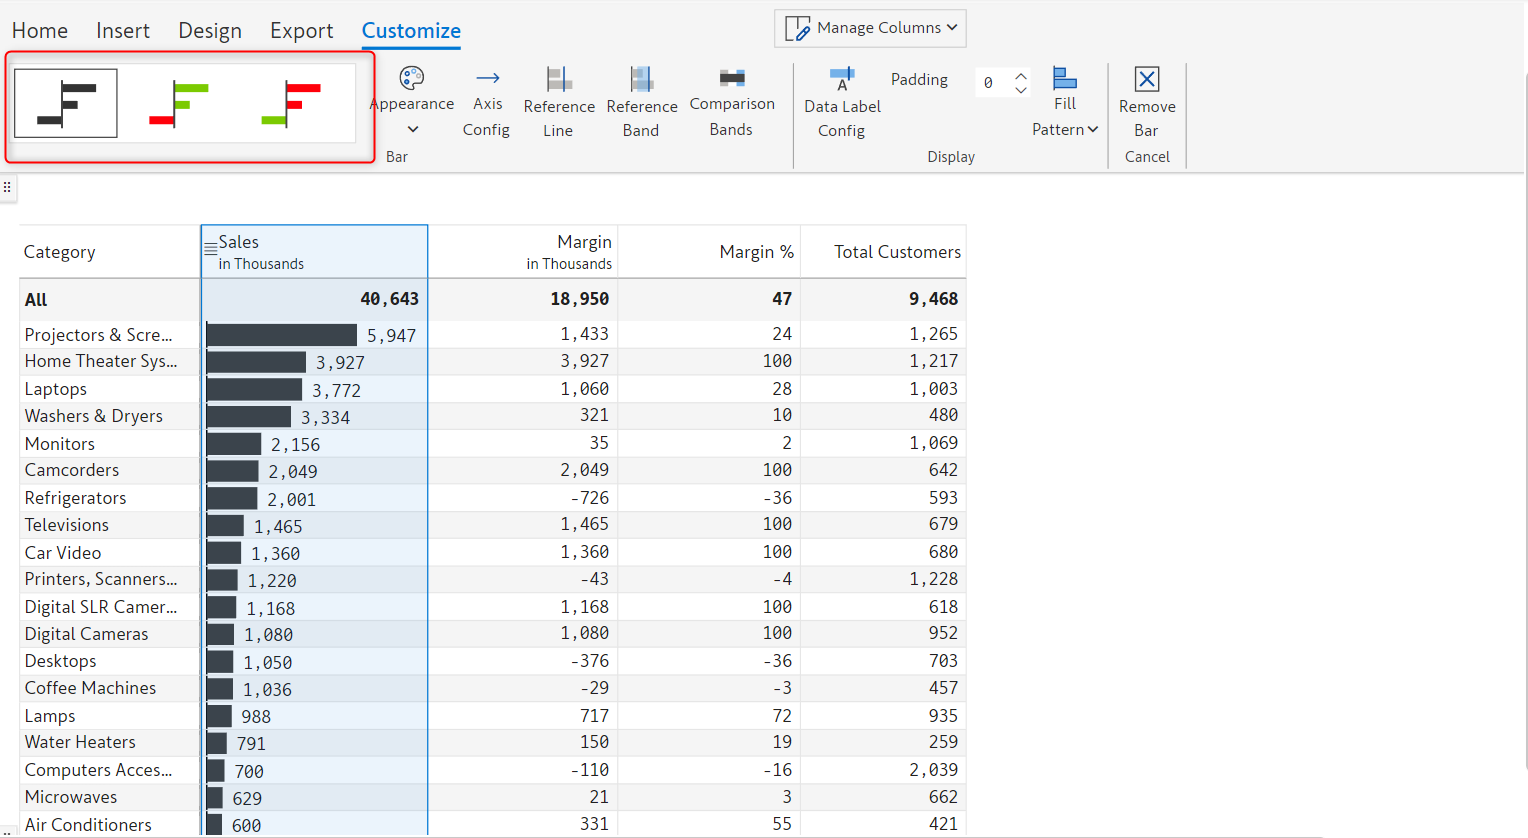 Home Insert Design Export Customize
Manage Columns
Appearance
Axis Config
Reference Line
Reference Band
Comparison Bands
Bar
Data Label Config
Padding 0
Fill Pattern
Display
Remove Bar
Cancel
Category Sales in Thousands Margin in Thousands Margin % Total Customers
All 40,643 18,950 47 9,468
Projectors & Scre... 5,947 1,433 24 1,265
Home Theater Sys... 3,927 3,927 100 1,217
Laptops 3,772 1,060 28 1,003
Washers & Dryers 3,334 321 10 480
Monitors 2,156 35 2 1,069
Camcorders 2,049 2,049 100 642
Refrigerators 2,001 -726 -36 593
Televisions 1,465 1,465 100 679
Car Video 1,360 1,360 100 680
Printers, Scanners... 1,220 -43 -4 1,228
Digital SLR Camer... 1,168 1,168 100 618
Digital Cameras 1,080 1,080 100 952
Desktops 1,050 -376 -36 703
Coffee Machines 1,036 -29 -3 457
Lamps 988 717 72 935
Water Heaters 791 150 19 259
Computers Acces... 700 -110 -16 2,039
Microwaves 629 21 3 662
Air Conditioners 600 331 55 421